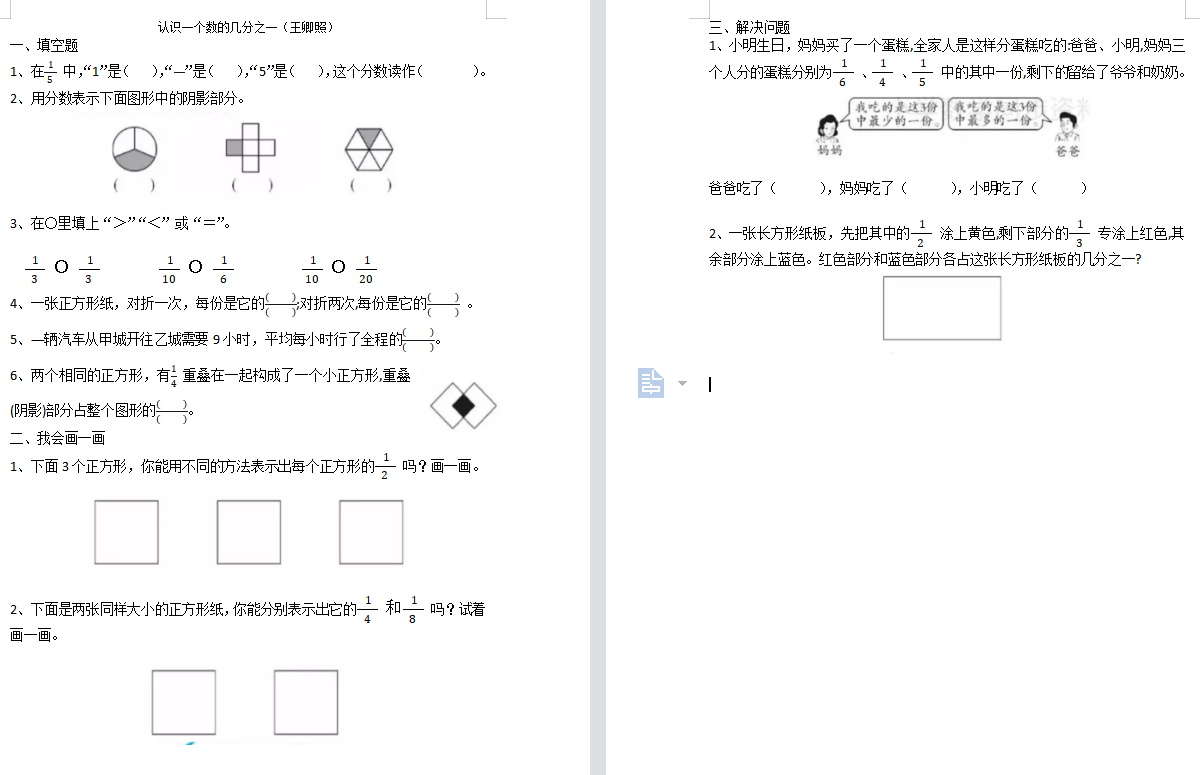 认识一个数的几分之一（王卿照）
一、填空题
1、在1/5中,“1”是（　　）,“—”是（　　）,“5”是（　　）,这个分数读作（　　　）。
2、用分数表示下面图形中的阴影部分。
（　　）　（　　）　（　　）
3、在〇里填上“＞”“＜”或“＝”。
1/3 〇 1/3　1/10 〇 1/6　1/10 〇 1/20
4、一张正方形纸，对折一次，每份是它的(　)/(　);对折两次,每份是它的(　)/(　)。
5、一辆汽车从甲城开往乙城需要9小时，平均每小时行了全程的(　)/(　)。
6、两个相同的正方形，有1/4重叠在一起构成了一个小正方形,重叠
(阴影)部分占整个图形的(　)/(　)。
二、我会画一画
1、下面3个正方形，你能用不同的方法表示出每个正方形的1/2吗？画一画。
2、下面是两张同样大小的正方形纸,你能分别表示出它的1/4和1/8吗？试着
画一画。
三、解决问题
1、小明生日，妈妈买了一个蛋糕,全家人是这样分蛋糕吃的:爸爸、小明,妈妈三
个人分的蛋糕分别为1/6、1/4、1/5中的其中一份,剩下的留给了爷爷和奶奶。
我吃的是这3份
中最少的一份。
我吃的是这3份
中最多的一份。
妈妈
爸爸
爸爸吃了（　　　），妈妈吃了（　　　），小明吃了（　　　）
2、一张长方形纸板，先把其中的1/2涂上黄色,剩下部分的1/3专涂上红色,其
余部分涂上蓝色。红色部分和蓝色部分各占这张长方形纸板的几分之一?